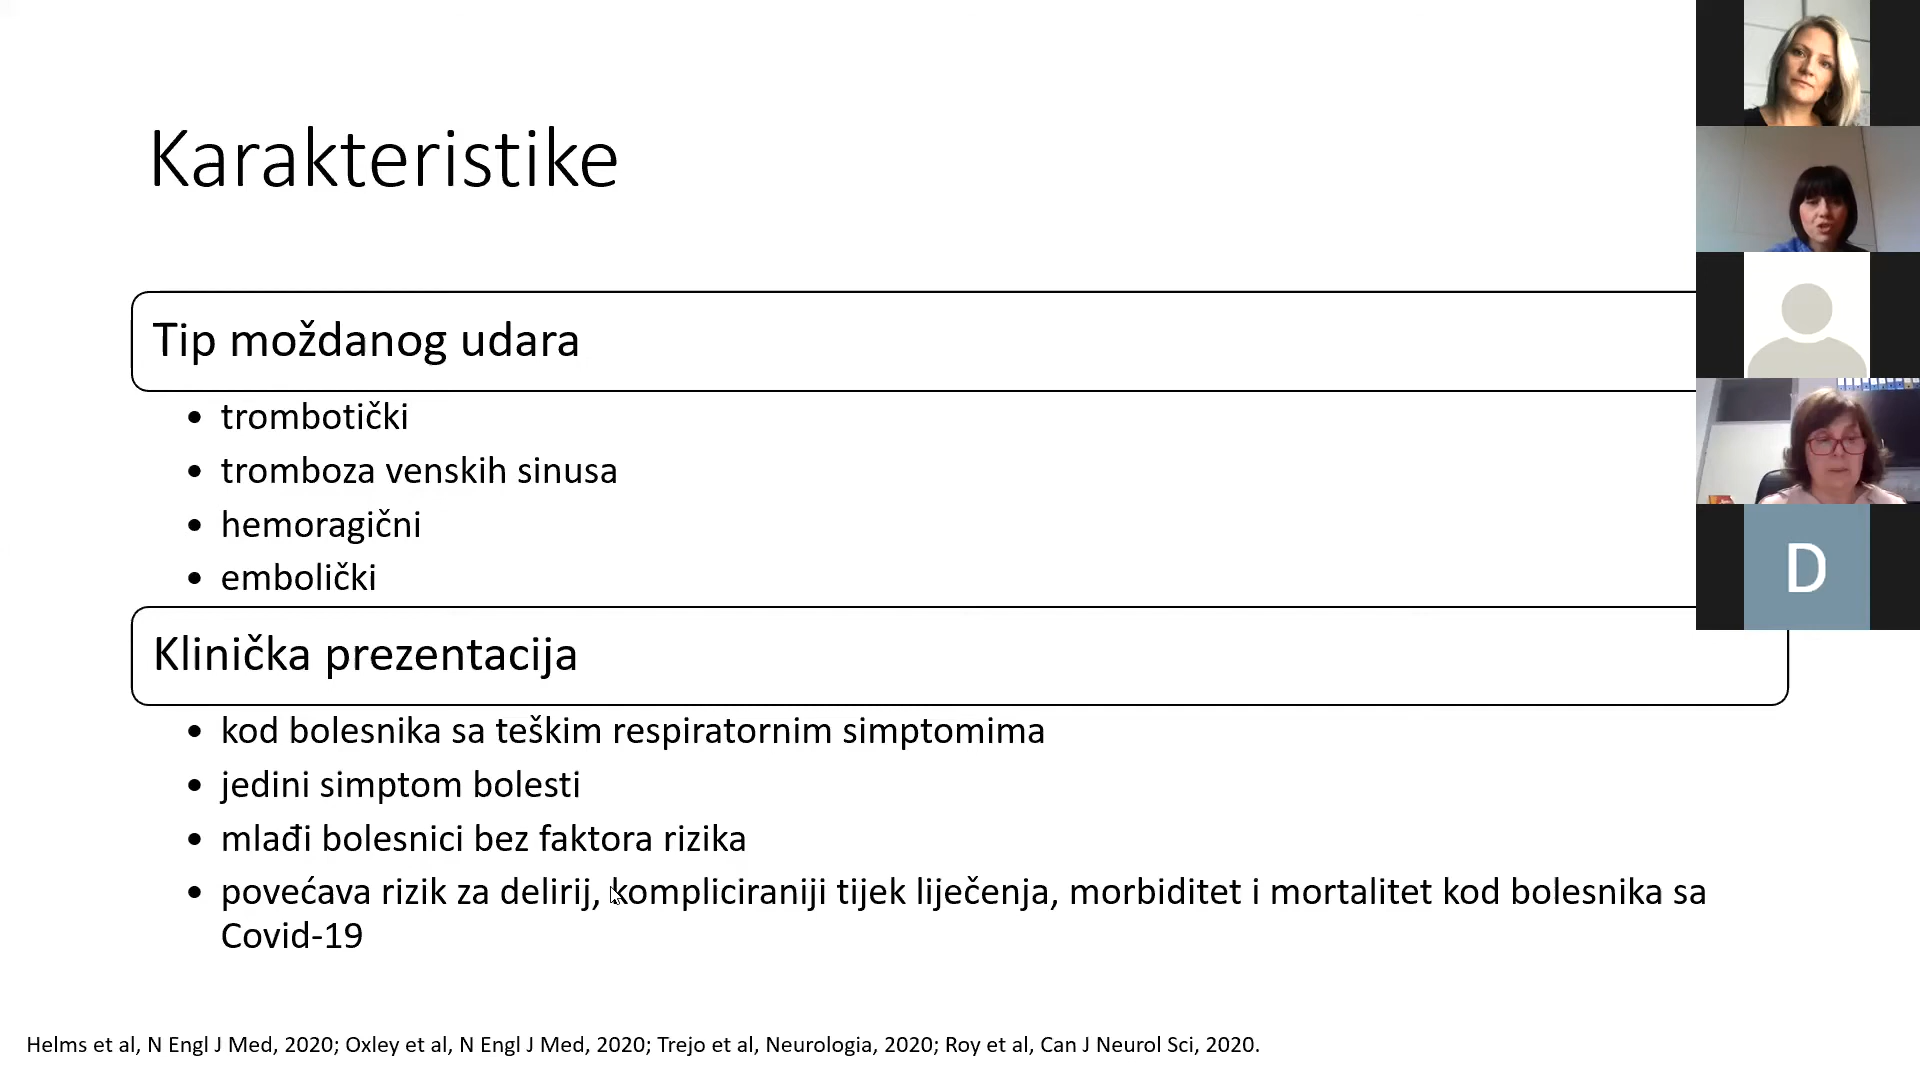 Karakteristike
Tip moždanog udara
• trombotički
• tromboza venskih sinusa
• hemoragični
• embolički
Klinička prezentacija
• kod bolesnika sa teškim respiratornim simptomima
• jedini simptom bolesti
• mlađi bolesnici bez faktora rizika
• povećava rizik za delirij, kompliciraniji tijek liječenja, morbiditet i mortalitet kod bolesnika sa
Covid-19
Helms et al, N Engl J Med, 2020; Oxley et al, N Engl J Med, 2020; Trejo et al, Neurologia, 2020; Roy et al, Can J Neurol Sci, 2020.
D